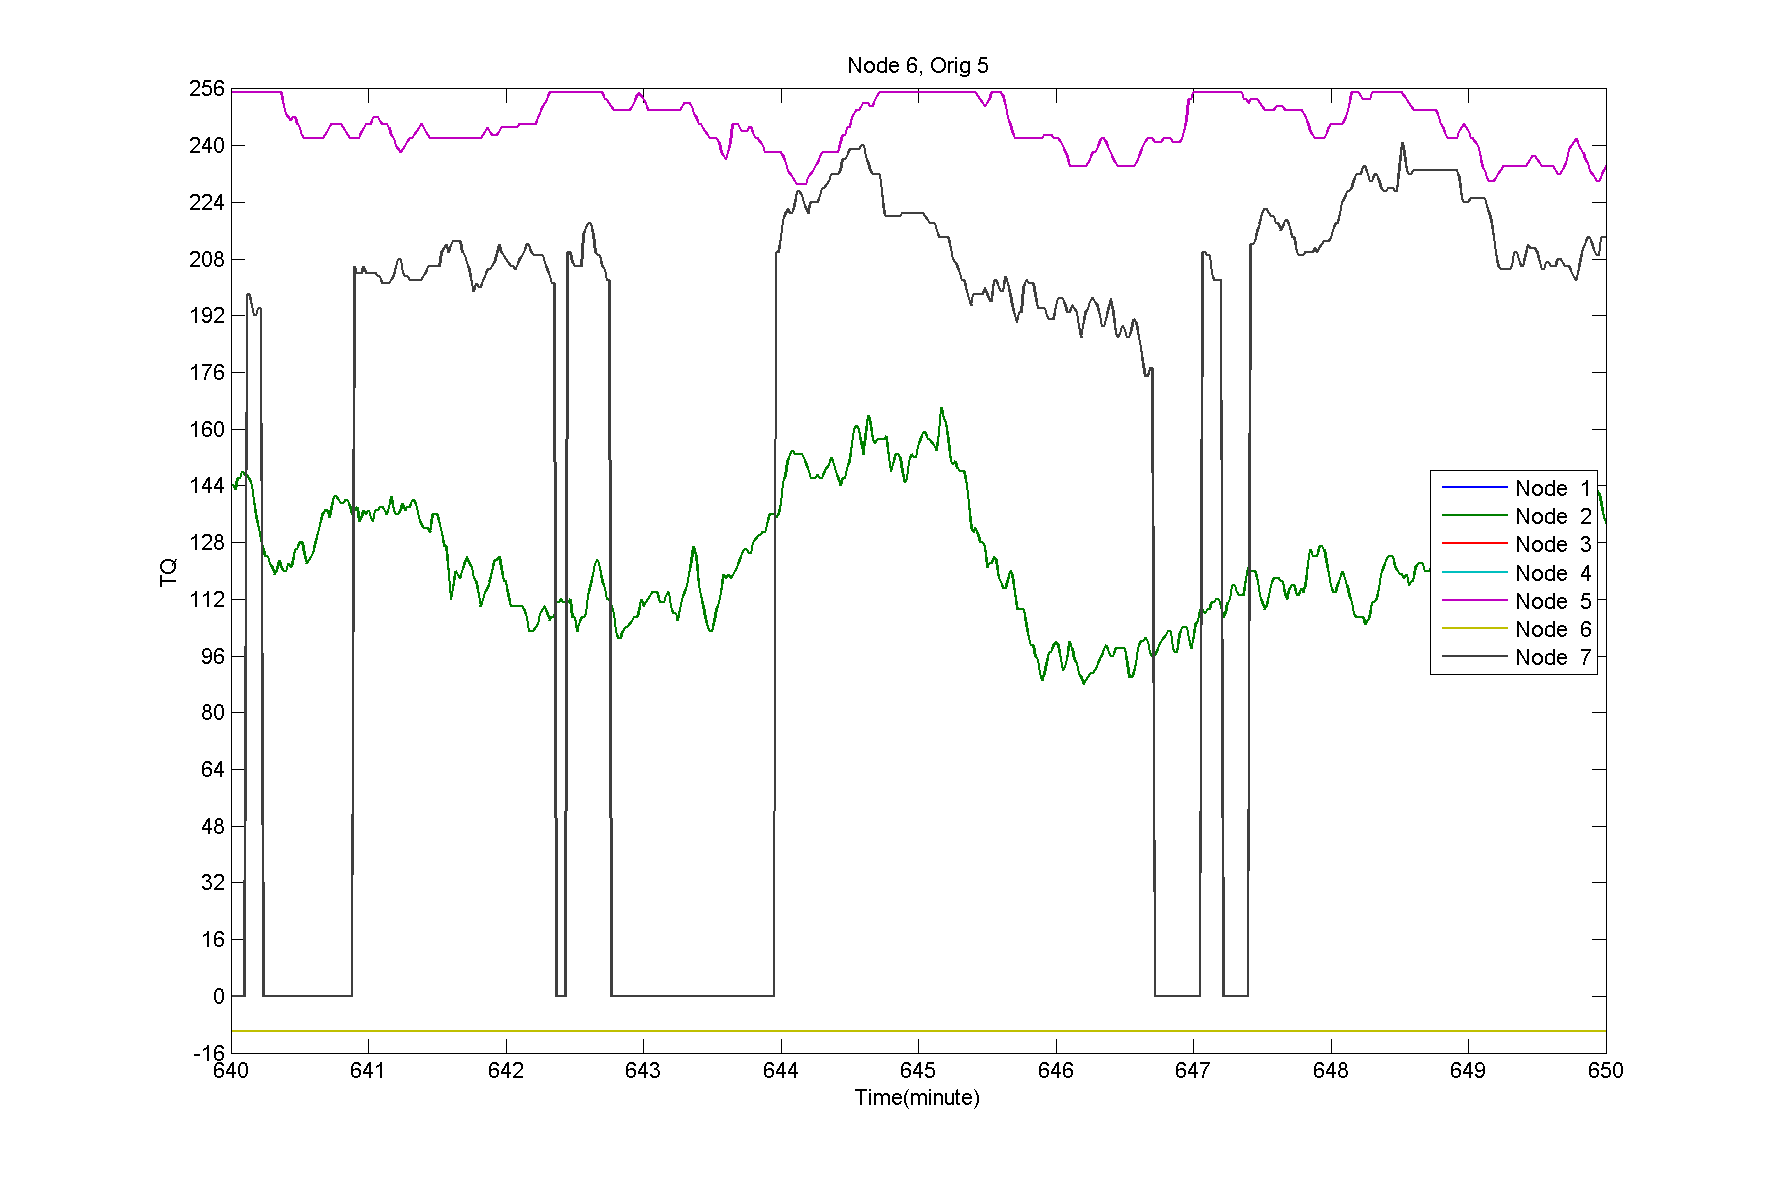 Node 6, Orig 5
256
240
224
208
192
176
160
144
128
112
96
80
64
48
32
16
0
-16
TQ
Node 1
Node 2
Node 3
Node 4
Node 5
Node 6
Node 7
640 641 642 643 644 645 646 647 648 649 650
Time(minute)